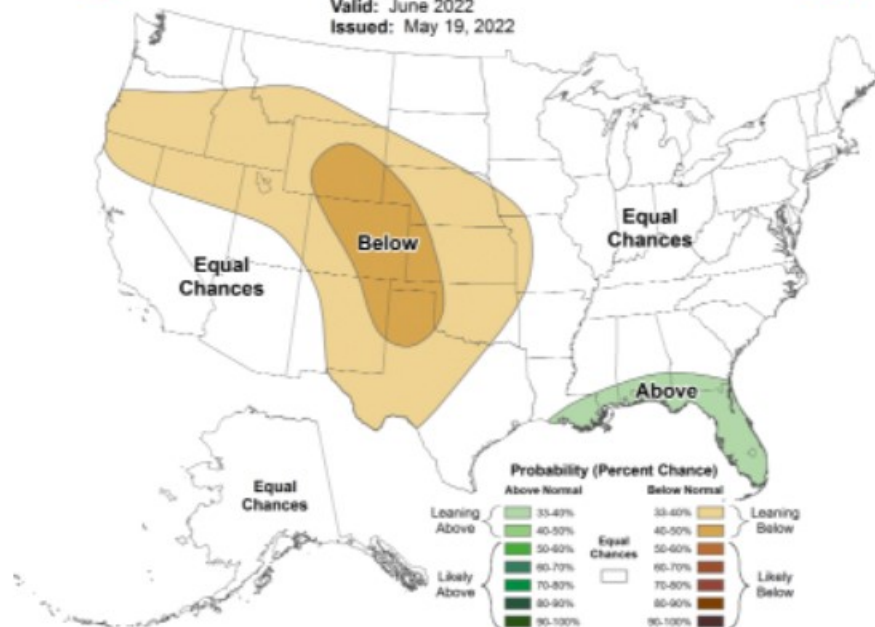 Valid: June 2022
Issued: May 19, 2022
Below
Equal
Chances
Equal
Chances
Above
Equal
Chances
Probability (Percent Chance)
Above Normal
Below Normal
Leaning
Above
33-40%
40-50%
Likely
Above
50-60%
60-70%
70-80%
80-90%
90-100%
Equal
Chances
33-40%
40-50%
Leaning
Below
50-60%
60-70%
70-80%
80-90%
90-100%
Likely
Below